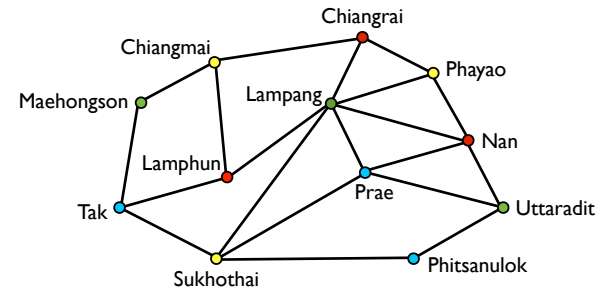 Chiangrai
Chiangmai
Phayao
Maehongson
Lampang
Nan
Lamphun
Prae
Tak
Uttaradit
Sukhothai
Phitsanulok